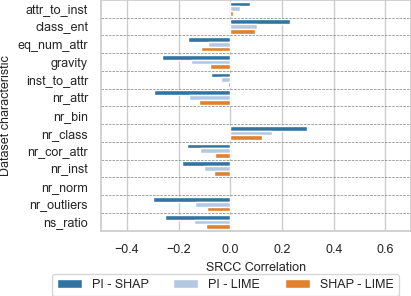 attr_to_inst
class_ent
eq_num_attr
gravity
inst_to_attr
nr_attr
nr_bin
nr_class
nr_cor_attr
nr_inst
nr_norm
nr_outliers
ns_ratio
Dataset characteristic
−0.4 −0.2 0.0 0.2 0.4 0.6
SRCC Correlation
PI - SHAP PI - LIME SHAP - LIME